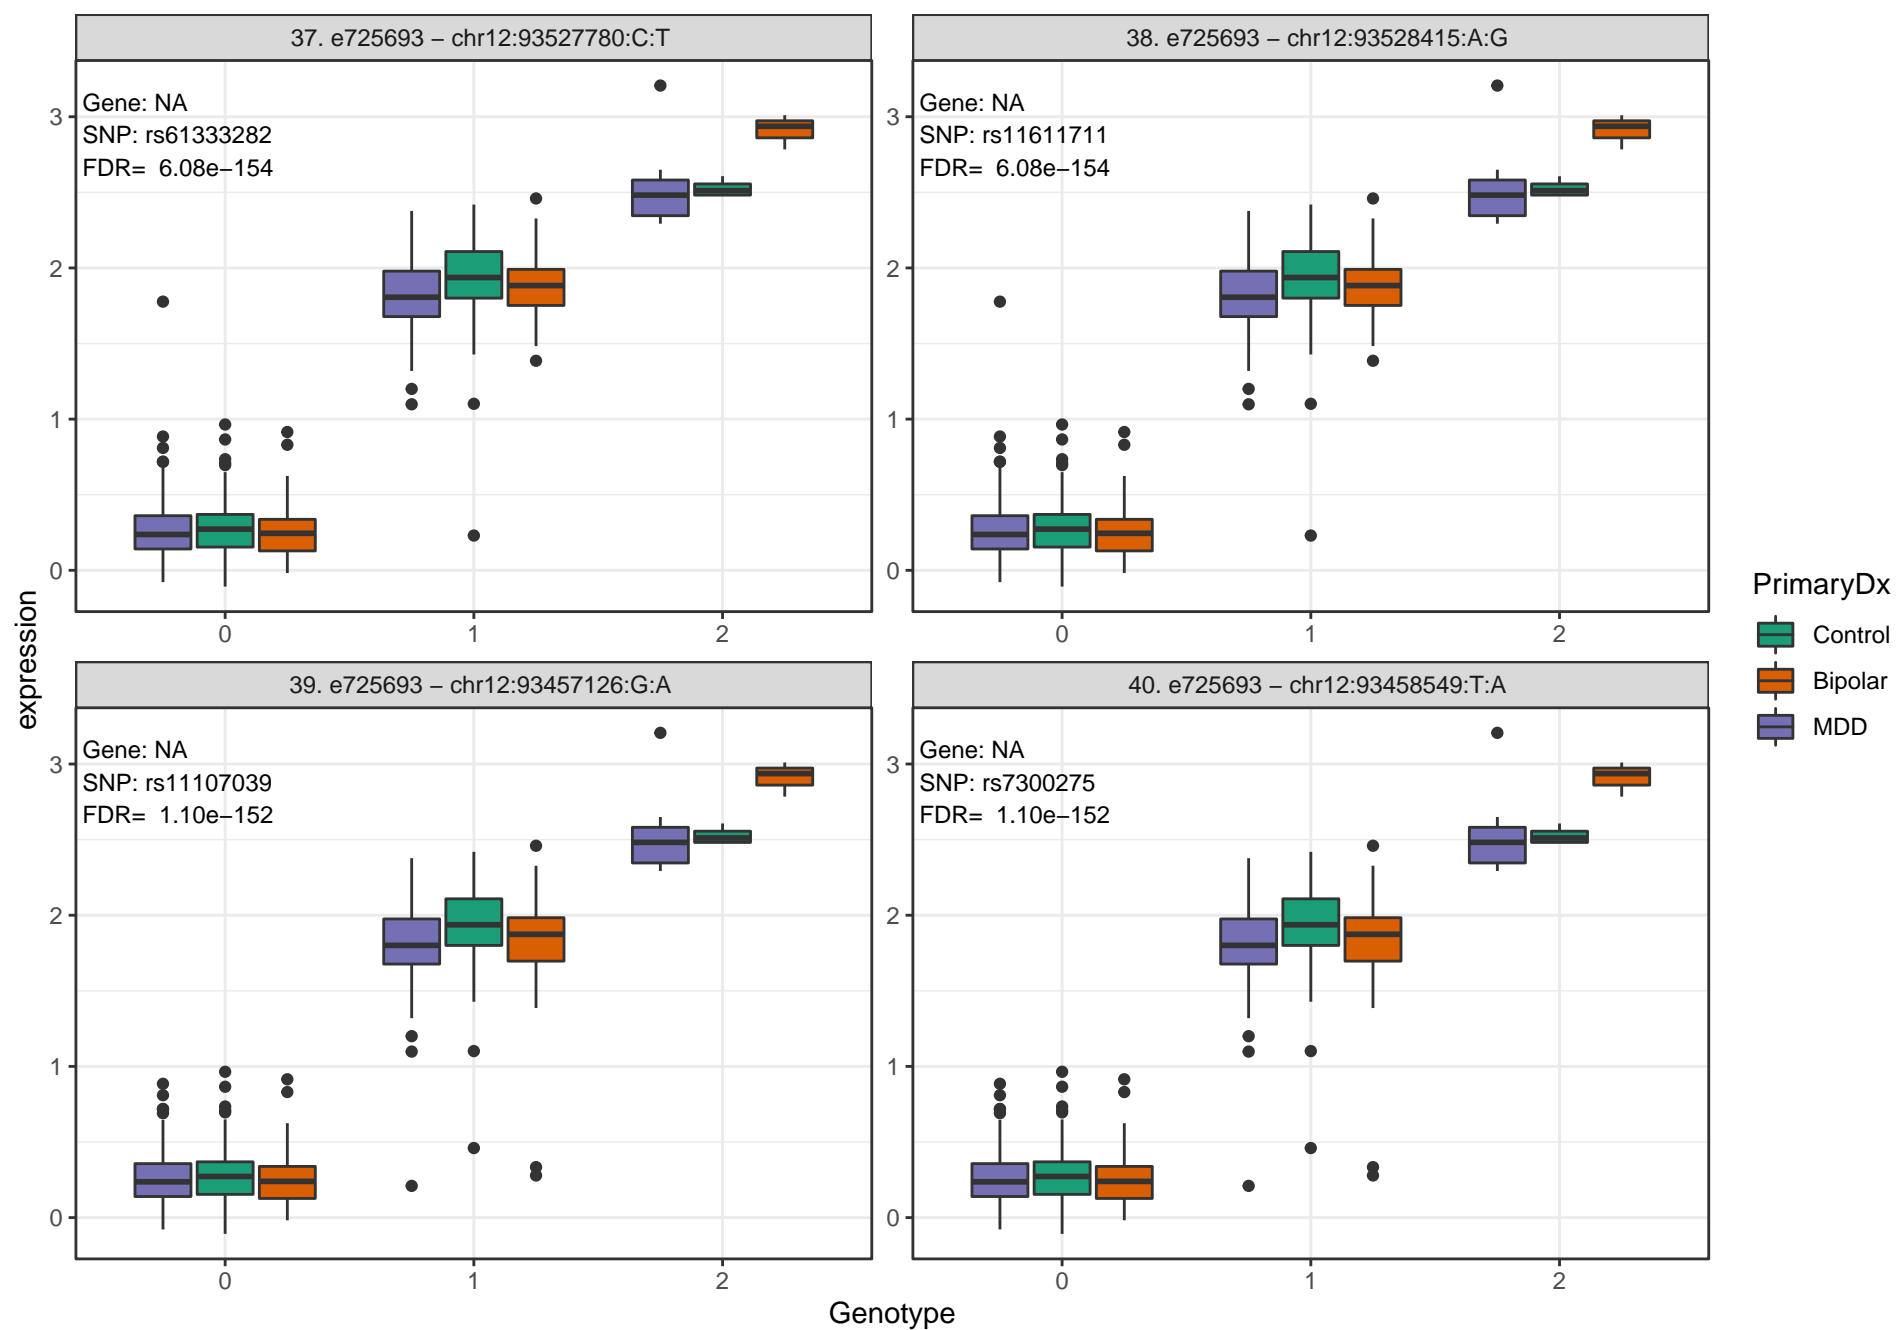 37. e725693 − chr12:93527780:C:T
38. e725693 − chr12:93528415:A:G
Gene: NA
SNP: rs61333282
FDR=  6.08e−154
Gene: NA
SNP: rs11611711
FDR=  6.08e−154
3
2
1
0
3
2
1
0
0
1
2
0
1
2
39. e725693 − chr12:93457126:G:A
40. e725693 − chr12:93458549:T:A
Gene: NA
SNP: rs11107039
FDR=  1.10e−152
Gene: NA
SNP: rs7300275
FDR=  1.10e−152
3
2
1
0
3
2
1
0
0
1
2
0
1
2
expression
Genotype
PrimaryDx
Control
Bipolar
MDD